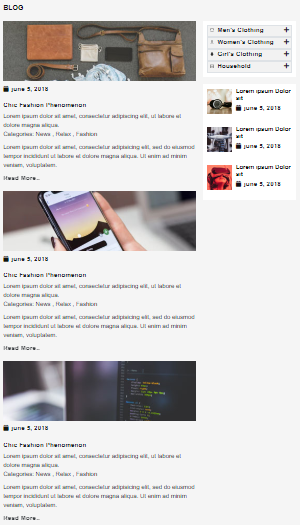 BLOG
june 5, 2018
Chic Fashion Phenomenon
Lorem ipsum dolor sit amet, consectetur adipiscing elit, ut labore et
dolore magna aliqua.
Categories: News , Relax , Fashion
Lorem ipsum dolor sit amet, consectetur adipiscing elit, sed do eiusmod
tempor incididunt ut labore et dolore magna aliqua. Ut enim ad minim
veniam, voluptatem.
Read More..
june 5, 2018
Chic Fashion Phenomenon
Lorem ipsum dolor sit amet, consectetur adipiscing elit, ut labore et
dolore magna aliqua.
Categories: News , Relax , Fashion
Lorem ipsum dolor sit amet, consectetur adipiscing elit, sed do eiusmod
tempor incididunt ut labore et dolore magna aliqua. Ut enim ad minim
veniam, voluptatem.
Read More..
june 5, 2018
Chic Fashion Phenomenon
Lorem ipsum dolor sit amet, consectetur adipiscing elit, ut labore et
dolore magna aliqua.
Categories: News , Relax , Fashion
Lorem ipsum dolor sit amet, consectetur adipiscing elit, sed do eiusmod
tempor incididunt ut labore et dolore magna aliqua. Ut enim ad minim
veniam, voluptatem.
Read More..
Men's Clothing +
Women's Clothing +
Girl's Clothing +
Household +
Lorem ipsum Dolor
sit
june 5, 2018
Lorem ipsum Dolor
sit
june 5, 2018
Lorem ipsum Dolor
sit
june 5, 2018